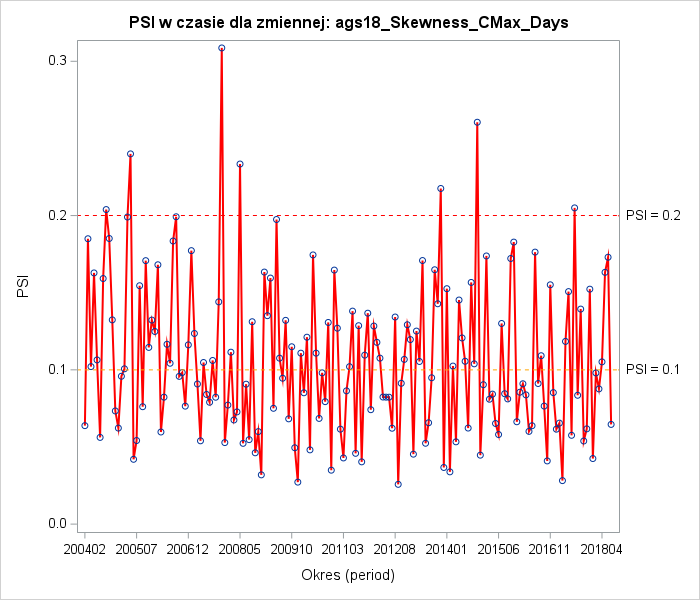 PSI w czasie dla zmiennej: ags18_Skewness_CMax_Days
0.3
0.2
0.1
0.0
PSI
PSI = 0.2
PSI = 0.1
200402 200507 200612 200805 200910 201103 201208 201401 201506 201611 201804
Okres (period)